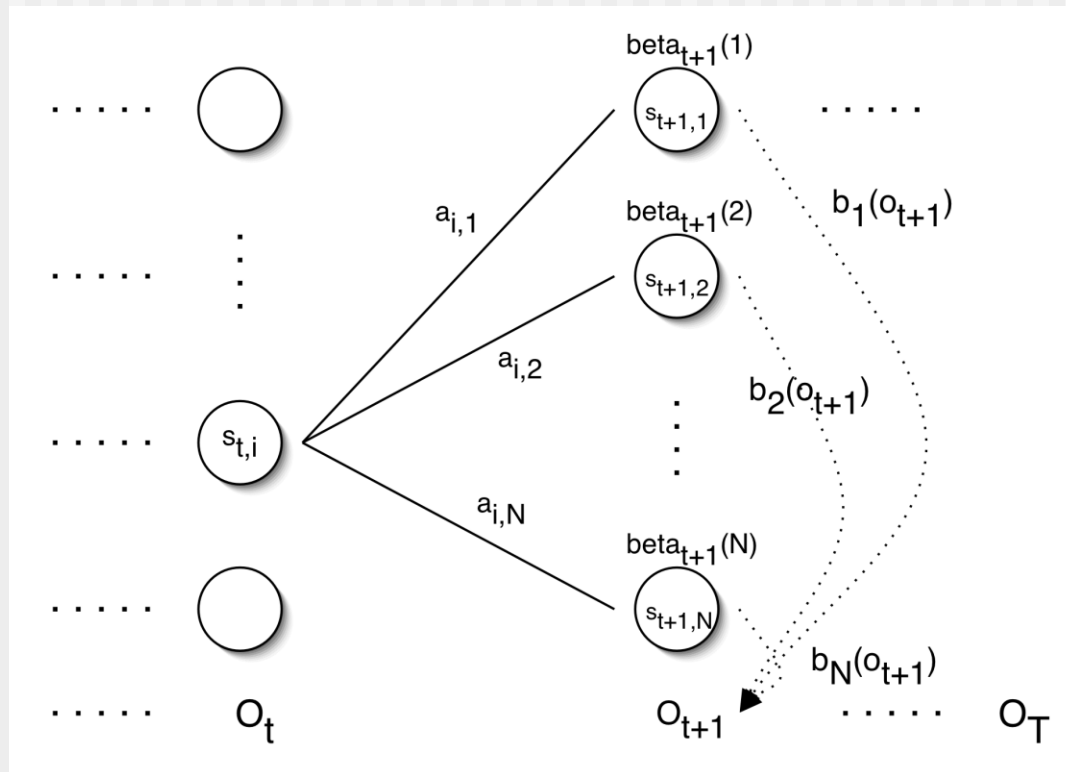 beta_{t+1}(1)
s_{t+1,1}
b_1(o_{t+1})
a_{i,1}
beta_{t+1}(2)
s_{t+1,2}
a_{i,2}
b_2(o_{t+1})
s_{t,i}
a_{i,N}
beta_{t+1}(N)
s_{t+1,N}
b_N(o_{t+1})
O_t O_{t+1} O_T